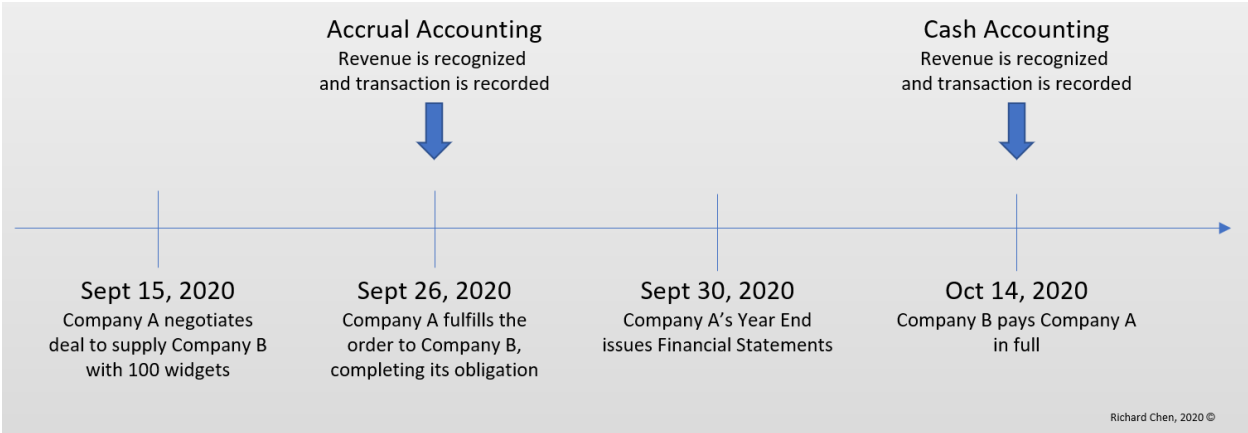 Accrual Accounting
Revenue is recognized
and transaction is recorded
Cash Accounting
Revenue is recognized
and transaction is recorded
Sept 15, 2020
Company A negotiates
deal to supply Company B
with 100 widgets
Sept 26, 2020
Company A fulfills the
order to Company B,
completing its obligation
Sept 30, 2020
Company A’s Year End
issues Financial Statements
Oct 14, 2020
Company B pays Company A
in full
Richard Chen, 2020 ©